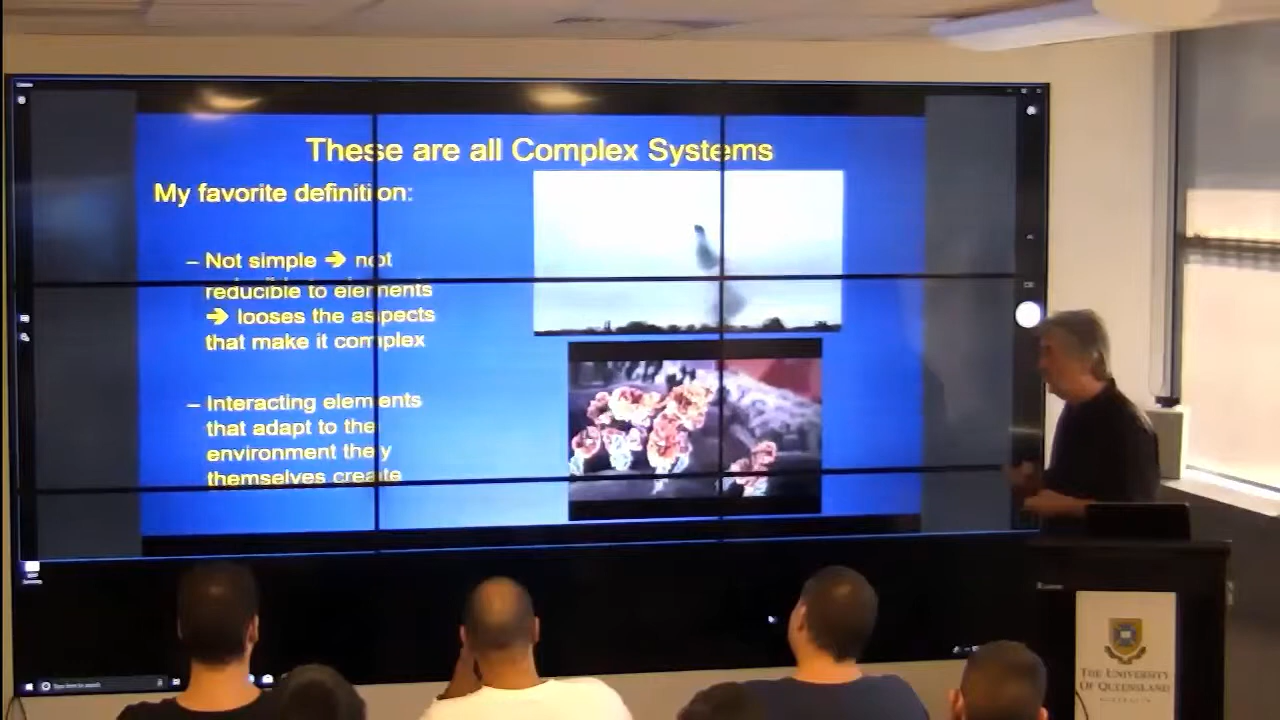 These are all Complex Systems
My favorite definition:
– Not simple ➔ not
reducible to elements
➔ looses the aspects
that make it complex
– Interacting elements
that adapt to the
environment they
themselves create
THE UNIVERSITY
OF QUEENSLAND
AUSTRALIA